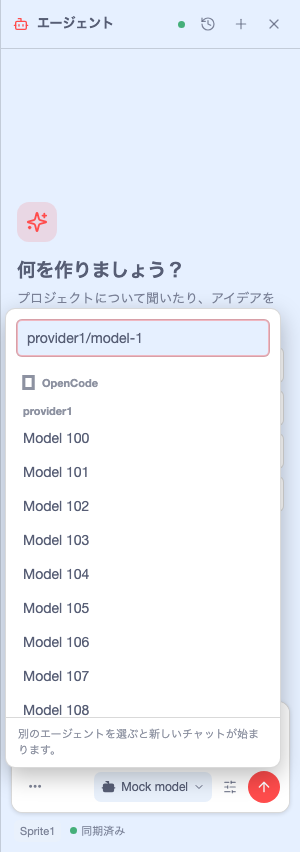 エージェント
何を作りましょう？
プロジェクトについて聞いたり、アイデアを
provider1/model-1
OpenCode
provider1
Model 100
Model 101
Model 102
Model 103
Model 104
Model 105
Model 106
Model 107
Model 108
別のエージェントを選ぶと新しいチャットが始ま
ります。
Mock model
Sprite1 同期済み